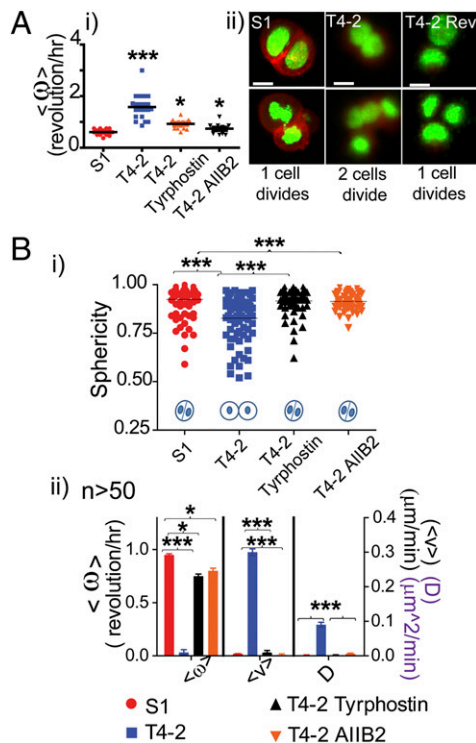 A
i)
<ω>
(revolution/hr)
3
2
1
0
***
*
*
S1
T4-2
T4-2
Tyrphostin
T4-2 AIIB2
ii)
S1
T4-2
T4-2 Rev
1 cell
divides
2 cells
divide
1 cell
divides
B
i)
***
***
***
Sphericity
1.00
0.75
0.50
0.25
S1
T4-2
T4-2
Tyrphostin
T4-2 AIIB2
ii)
n>50
< ω >
( revolution/hr)
1.0
0.5
0.0
*
*
***
***
***
***
0.4
0.3
0.2
0.1
0.0
(<v>)
(μm/min)
(D)
(μm^2/min)
<ω>
<v>
D
S1
T4-2
T4-2 Tyrphostin
T4-2 AIIB2